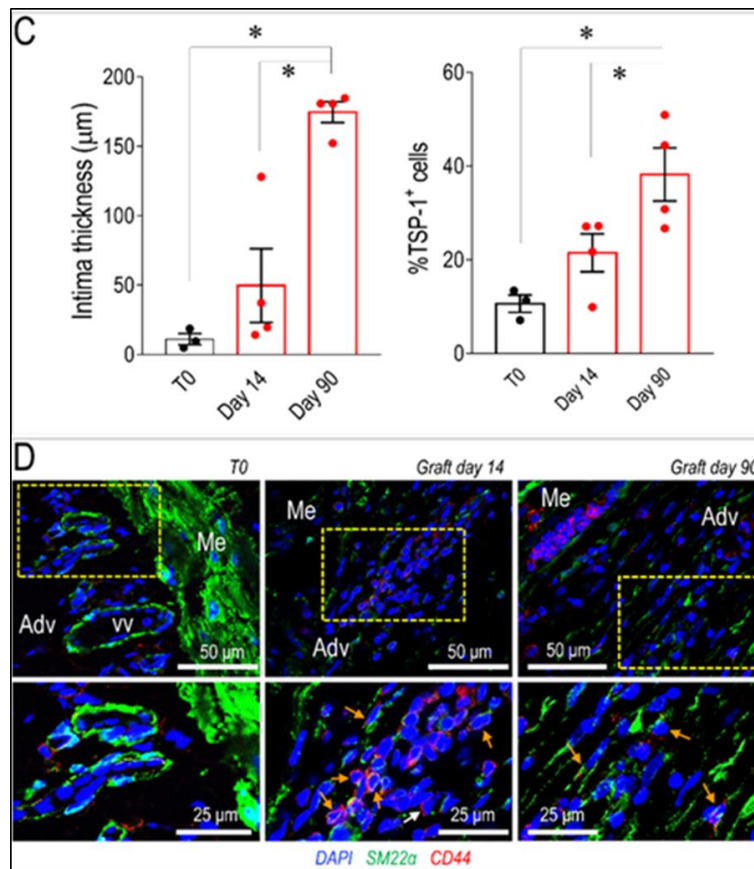 C
*
*
200
150
100
50
0
Intima thickness (µm)
T0
Day 14
Day 90
*
*
60
40
20
0
%TSP-1⁺ cells
T0
Day 14
Day 90
D
T0
Graft day 14
Graft day 90
Me
Adv
vv
50 µm
Me
Adv
50 µm
Me
Adv
50 µm
25 µm
25 µm
25 µm
DAPI SM22α CD44